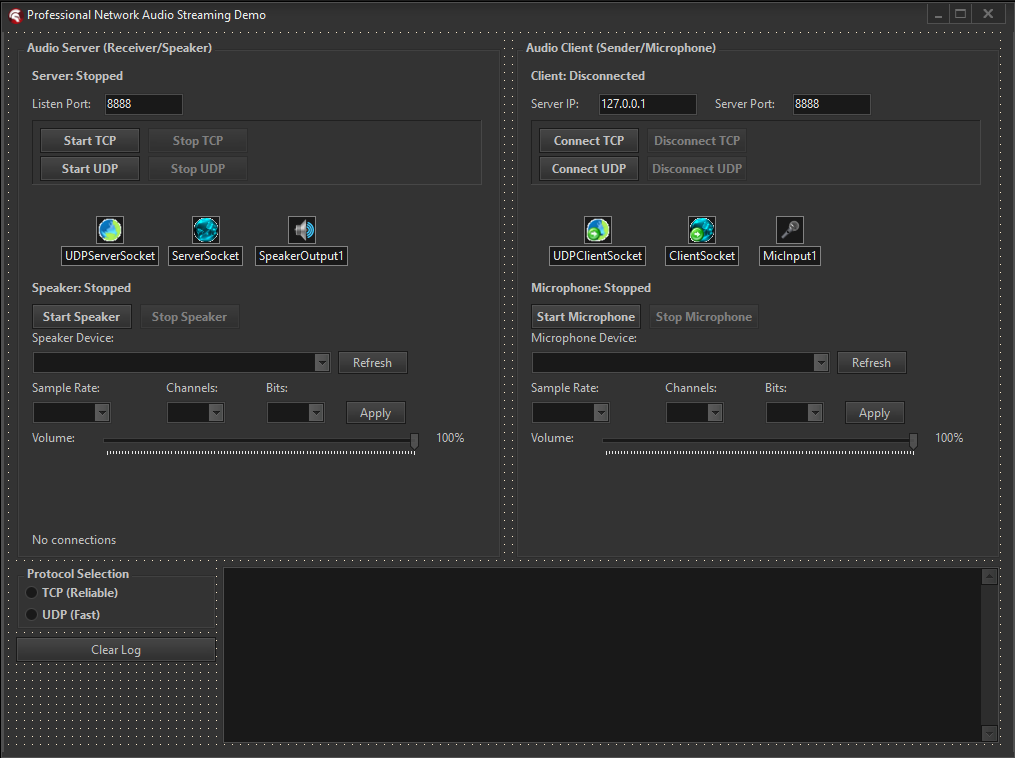 Professional Network Audio Streaming Demo
Audio Server (Receiver/Speaker)
Server: Stopped
Listen Port: 8888
Start TCP Stop TCP
Start UDP Stop UDP
UDPServerSocket ServerSocket SpeakerOutput1
Speaker: Stopped
Start Speaker Stop Speaker
Speaker Device:
Refresh
Sample Rate: Channels: Bits:
Apply
Volume: 100%
No connections
Audio Client (Sender/Microphone)
Client: Disconnected
Server IP: 127.0.0.1 Server Port: 8888
Connect TCP Disconnect TCP
Connect UDP Disconnect UDP
UDPClientSocket ClientSocket MicInput1
Microphone: Stopped
Start Microphone Stop Microphone
Microphone Device:
Refresh
Sample Rate: Channels: Bits:
Apply
Volume: 100%
Protocol Selection
TCP (Reliable)
UDP (Fast)
Clear Log